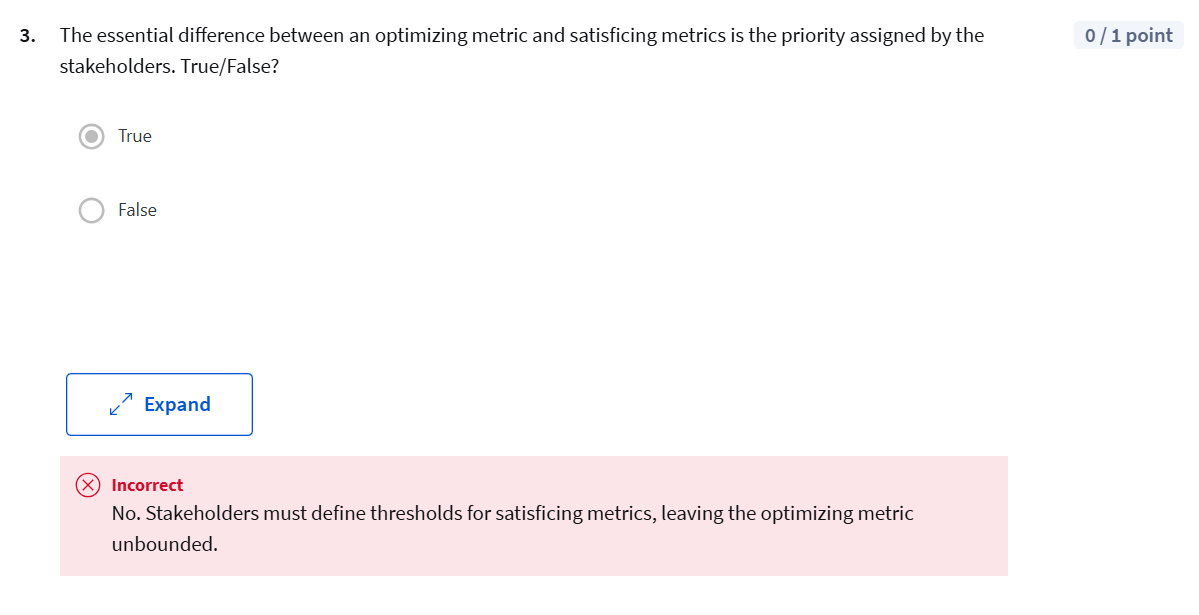 3. The essential difference between an optimizing metric and satisficing metrics is the priority assigned by the 0 / 1 point
stakeholders. True/False?
True
False
Expand
Incorrect
No. Stakeholders must define thresholds for satisficing metrics, leaving the optimizing metric
unbounded.